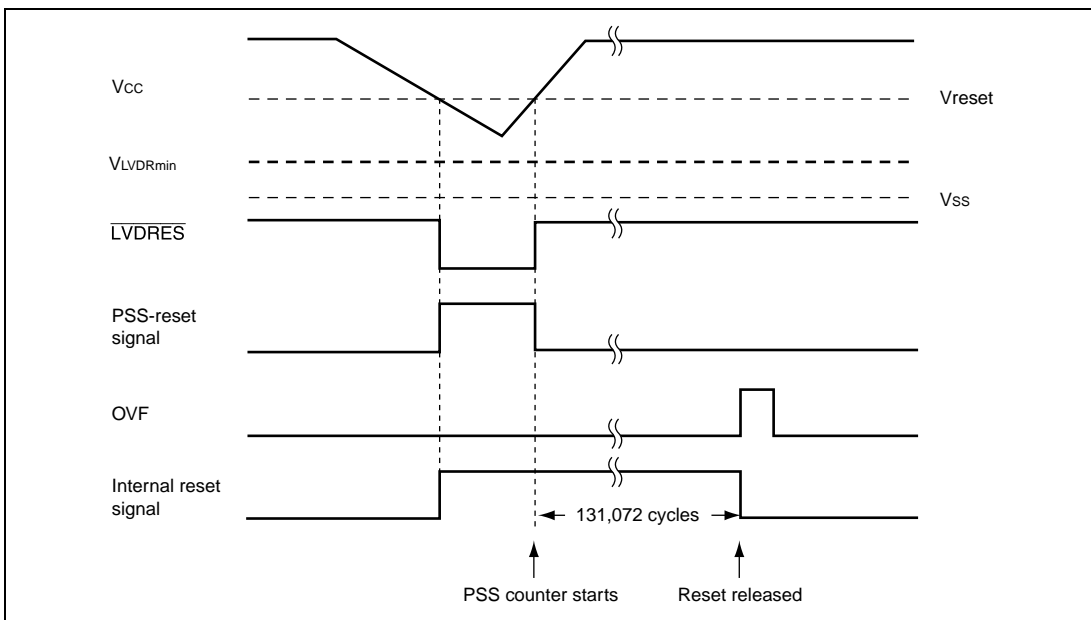 Vcc
Vreset
VLVDRmin
Vss
LVDRES
PSS-reset
signal
OVF
Internal reset
signal
131,072 cycles
PSS counter starts
Reset released